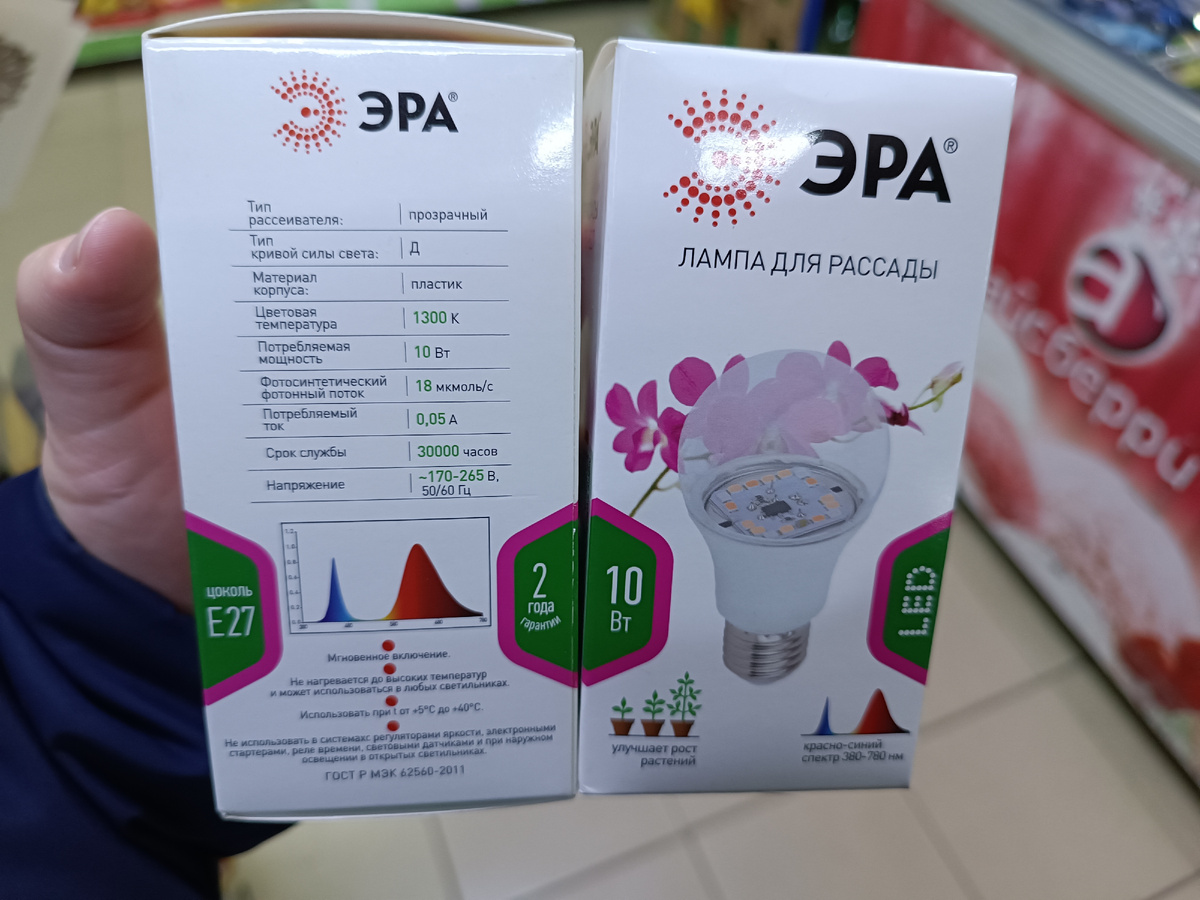 ЭРА®
Тип
рассеивателя:
прозрачный
Тип
кривой силы света:
Д
Материал
корпуса:
пластик
Цветовая
температура
1300 К
Потребляемая
мощность
10 Вт
Фотосинтетический
фотонный поток
18 мкмоль/с
Потребляемый
ток
0,05 А
Срок службы
30000 часов
Напряжение
~170-265 В,
50/60 Гц
цоколь
E27
2
года
гарантии
Мгновенное включение.
Не нагревается до высоких температур
и может использоваться в любых светильниках.
Использовать при t от +5°C до +40°C.
Не использовать в системах с регуляторами яркости, электронными
стартерами, реле времени, световыми датчиками и при наружном
освещении в открытых светильниках.
ГОСТ Р МЭК 62560-2011
ЭРА®
ЛАМПА ДЛЯ РАССАДЫ
10
Вт
LED
улучшает рост
растений
красно-синий
спектр 380-780 нм
айсберри